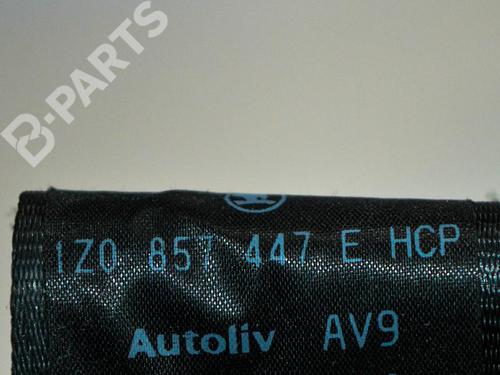 B-PARTS
1Z0 857 447 E HCP
Autoliv AV9